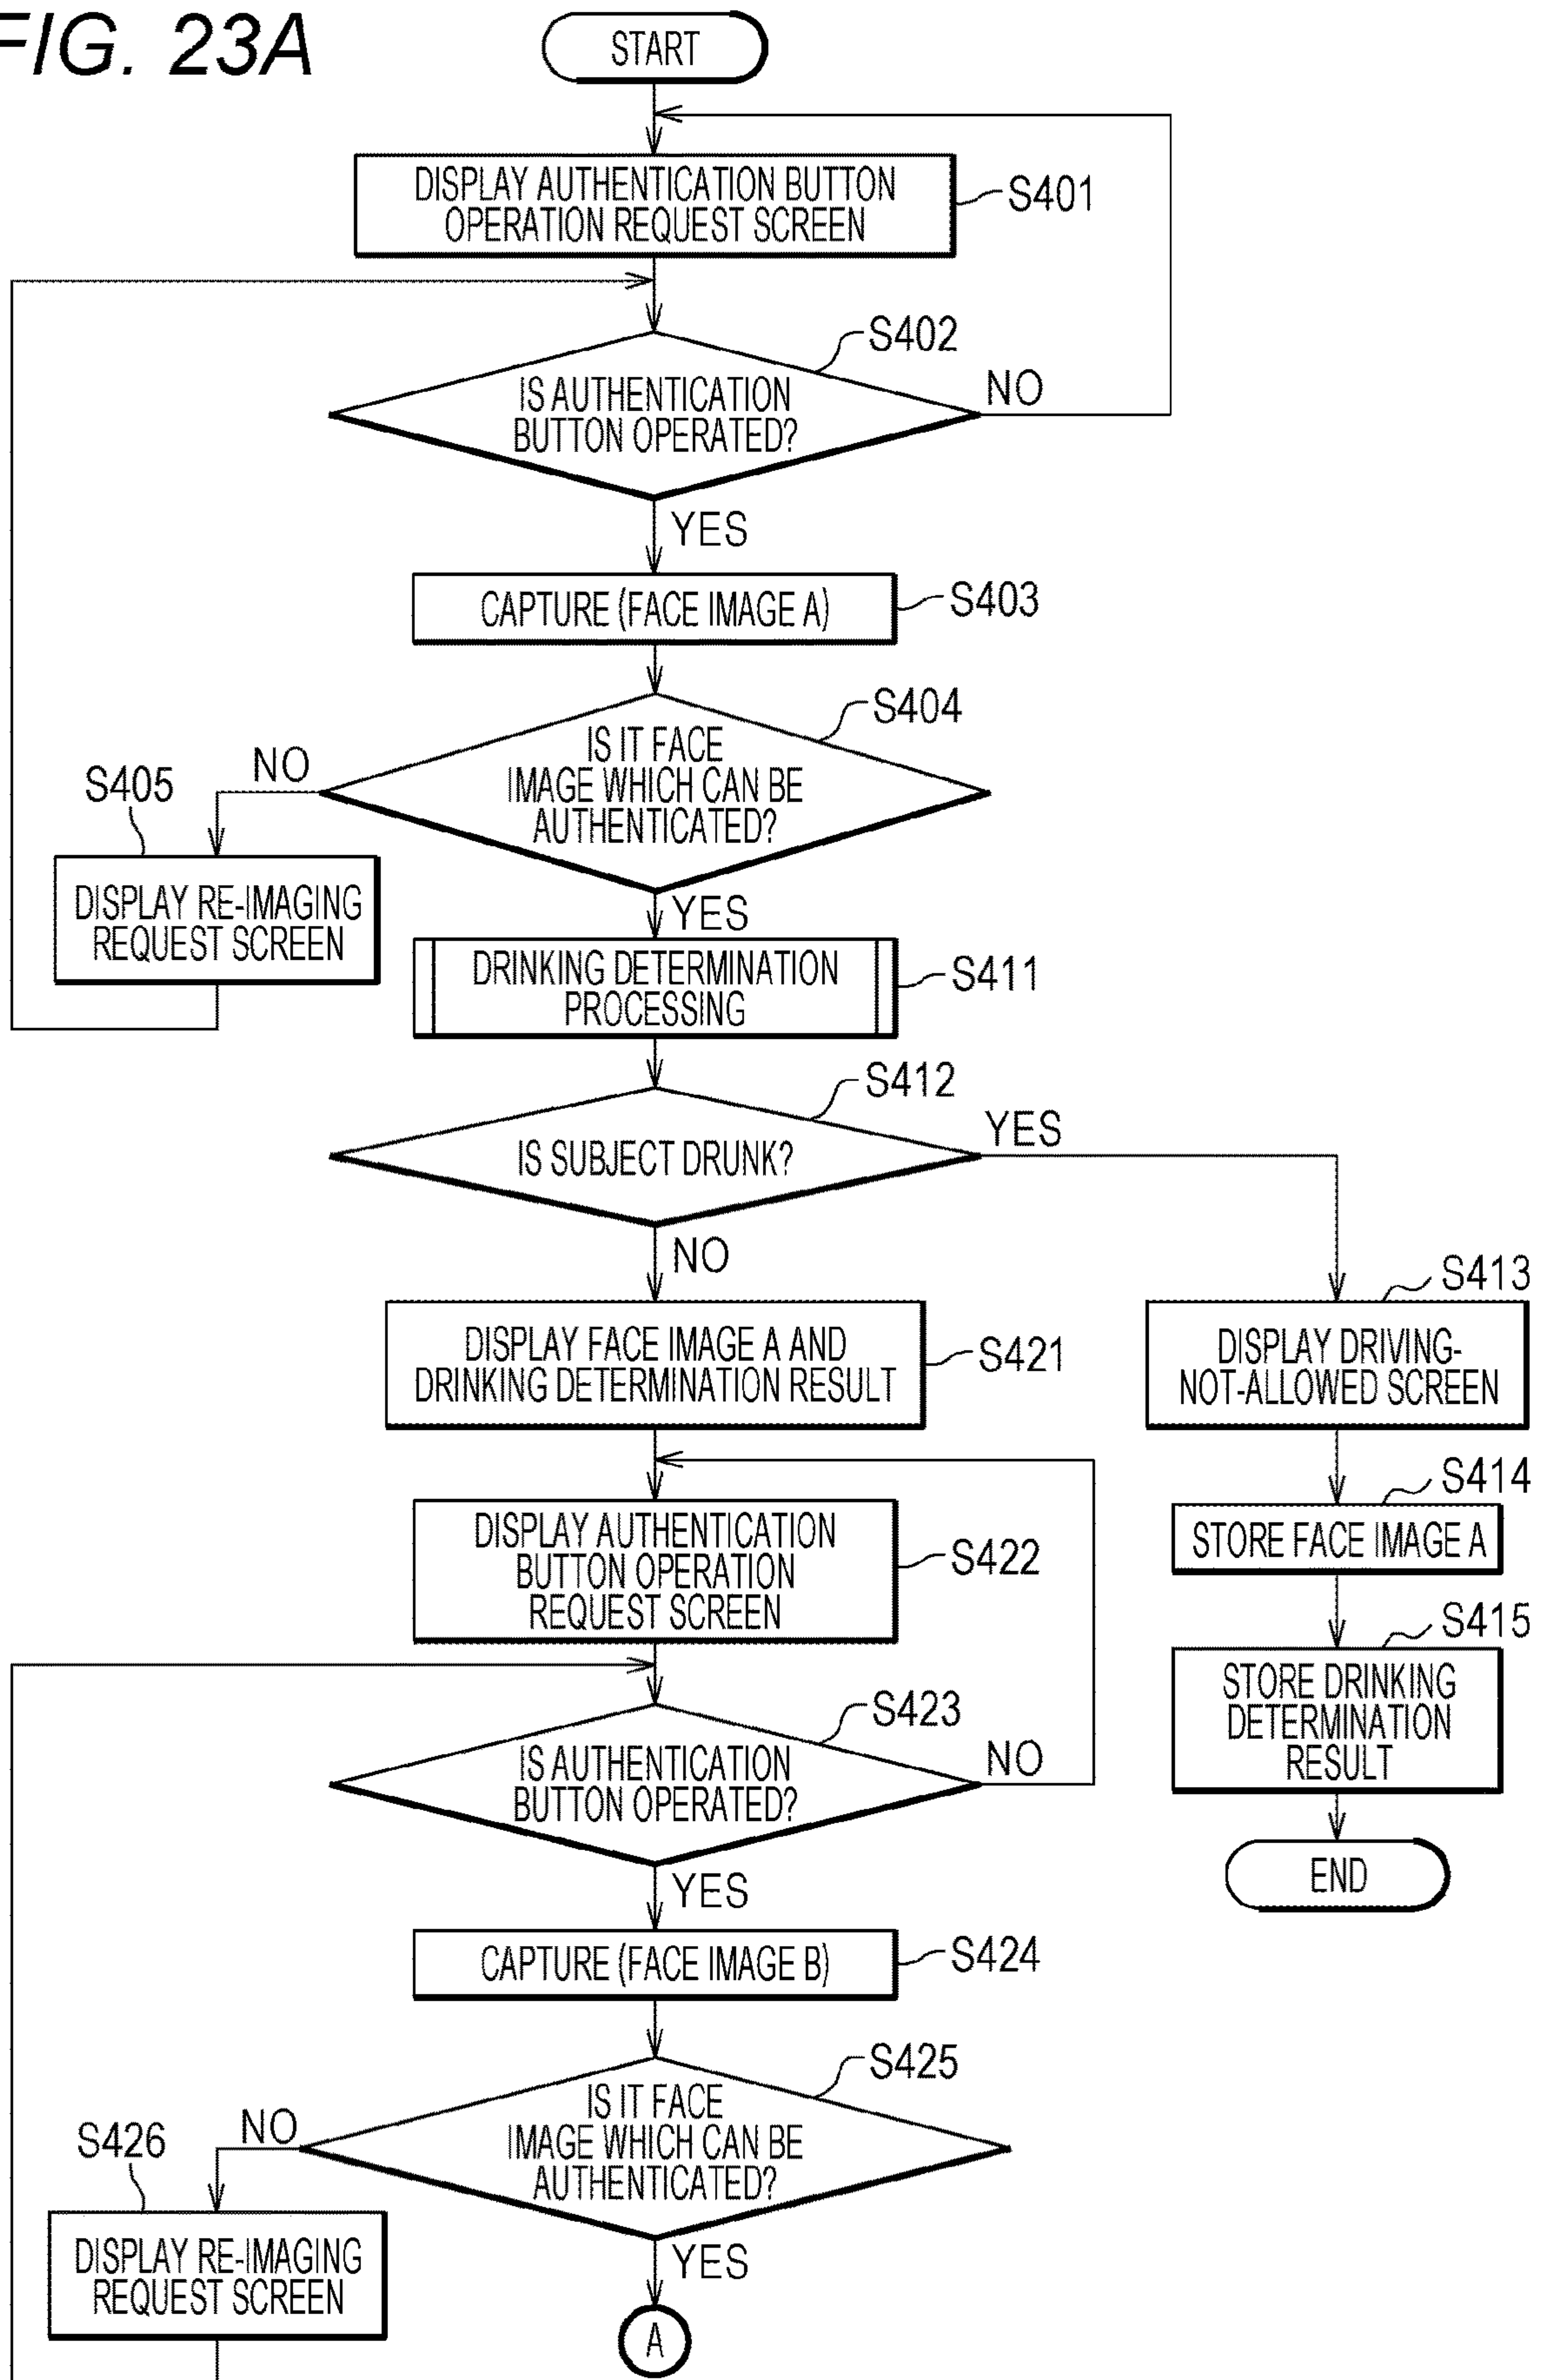 FIG. 23A
START
DISPLAY AUTHENTICATION BUTTON
OPERATION REQUEST SCREEN
S401
S402
IS AUTHENTICATION
BUTTON OPERATED?
NO
YES
CAPTURE (FACE IMAGE A)
S403
S404
IS IT FACE
IMAGE WHICH CAN BE
AUTHENTICATED?
NO
S405
DISPLAY RE-IMAGING
REQUEST SCREEN
YES
DRINKING DETERMINATION
PROCESSING
S411
S412
IS SUBJECT DRUNK?
YES
NO
S413
DISPLAY DRIVING-
NOT-ALLOWED SCREEN
DISPLAY FACE IMAGE A AND
DRINKING DETERMINATION RESULT
S421
S414
STORE FACE IMAGE A
DISPLAY AUTHENTICATION
BUTTON OPERATION
REQUEST SCREEN
S422
S415
STORE DRINKING
DETERMINATION
RESULT
S423
IS AUTHENTICATION
BUTTON OPERATED?
NO
END
YES
CAPTURE (FACE IMAGE B)
S424
S425
IS IT FACE
IMAGE WHICH CAN BE
AUTHENTICATED?
NO
S426
DISPLAY RE-IMAGING
REQUEST SCREEN
YES
A